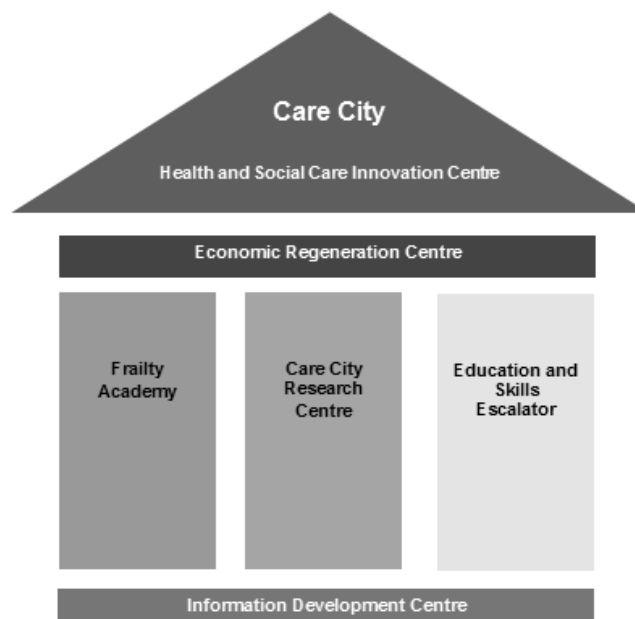 Care City
Health and Social Care Innovation Centre
Economic Regeneration Centre
Frailty
Academy
Care City
Research
Centre
Education and
Skills
Escalator
Information Development Centre